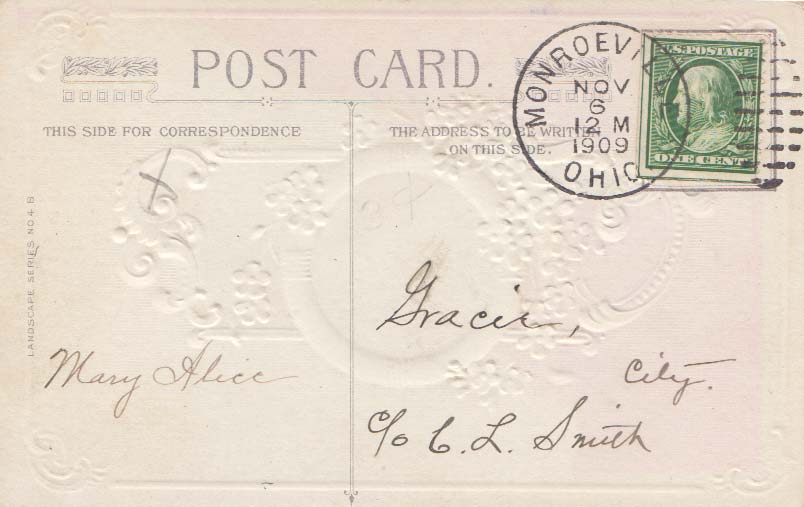 POST CARD.
THIS SIDE FOR CORRESPONDENCE
THE ADDRESS TO BE WRITTEN
ON THIS SIDE.
MONROEVILLE
NOV
6
12 M
1909
OHIO
U.S. POSTAGE
ONE CENT
LANDSCAPE SERIES NO 4 B
Gracie,
City.
Mary Alice
c/o C. L. Smith